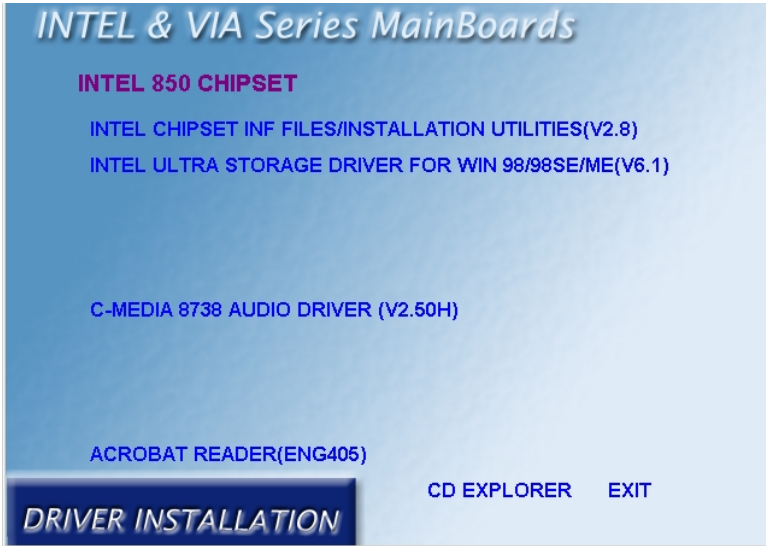 INTEL & VIA Series MainBoards
INTEL 850 CHIPSET
INTEL CHIPSET INF FILES/INSTALLATION UTILITIES(V2.8)
INTEL ULTRA STORAGE DRIVER FOR WIN 98/98SE/ME(V6.1)
C-MEDIA 8738 AUDIO DRIVER (V2.50H)
ACROBAT READER(ENG405)
CD EXPLORER EXIT
DRIVER INSTALLATION